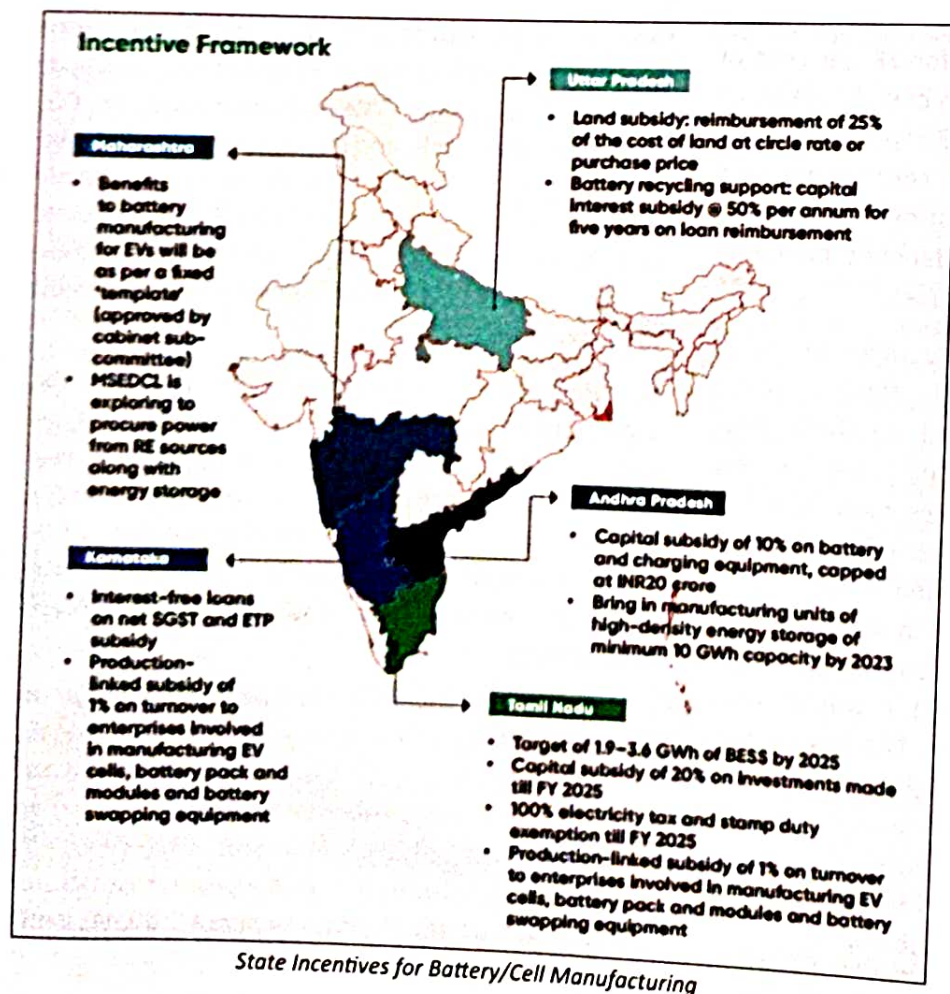 Incentive Framework
Maharashtra
• Benefits
to battery
manufacturing
for EVs will be
as per a fixed
'template'
(approved by
cabinet sub-
committee)
• MSEDCL is
exploring to
procure power
from RE sources
along with
energy storage
Karnataka
• Interest-free loans
on net SGST and ETP
subsidy
• Production-
linked subsidy of
1% on turnover to
enterprises involved
in manufacturing EV
cells, battery pack and
modules and battery
swapping equipment
Uttar Pradesh
• Land subsidy: reimbursement of 25%
of the cost of land at circle rate or
purchase price
• Battery recycling support: capital
interest subsidy @ 50% per annum for
five years on loan reimbursement
Andhra Pradesh
• Capital subsidy of 10% on battery
and charging equipment, capped
at INR20 crore
• Bring in manufacturing units of
high-density energy storage of
minimum 10 GWh capacity by 2023
Tamil Nadu
• Target of 1.9–3.6 GWh of BESS by 2025
• Capital subsidy of 20% on investments made
till FY 2025
• 100% electricity tax and stamp duty
exemption till FY 2025
• Production-linked subsidy of 1% on turnover
to enterprises involved in manufacturing EV
cells, battery pack and modules and battery
swapping equipment
State Incentives for Battery/Cell Manufacturing